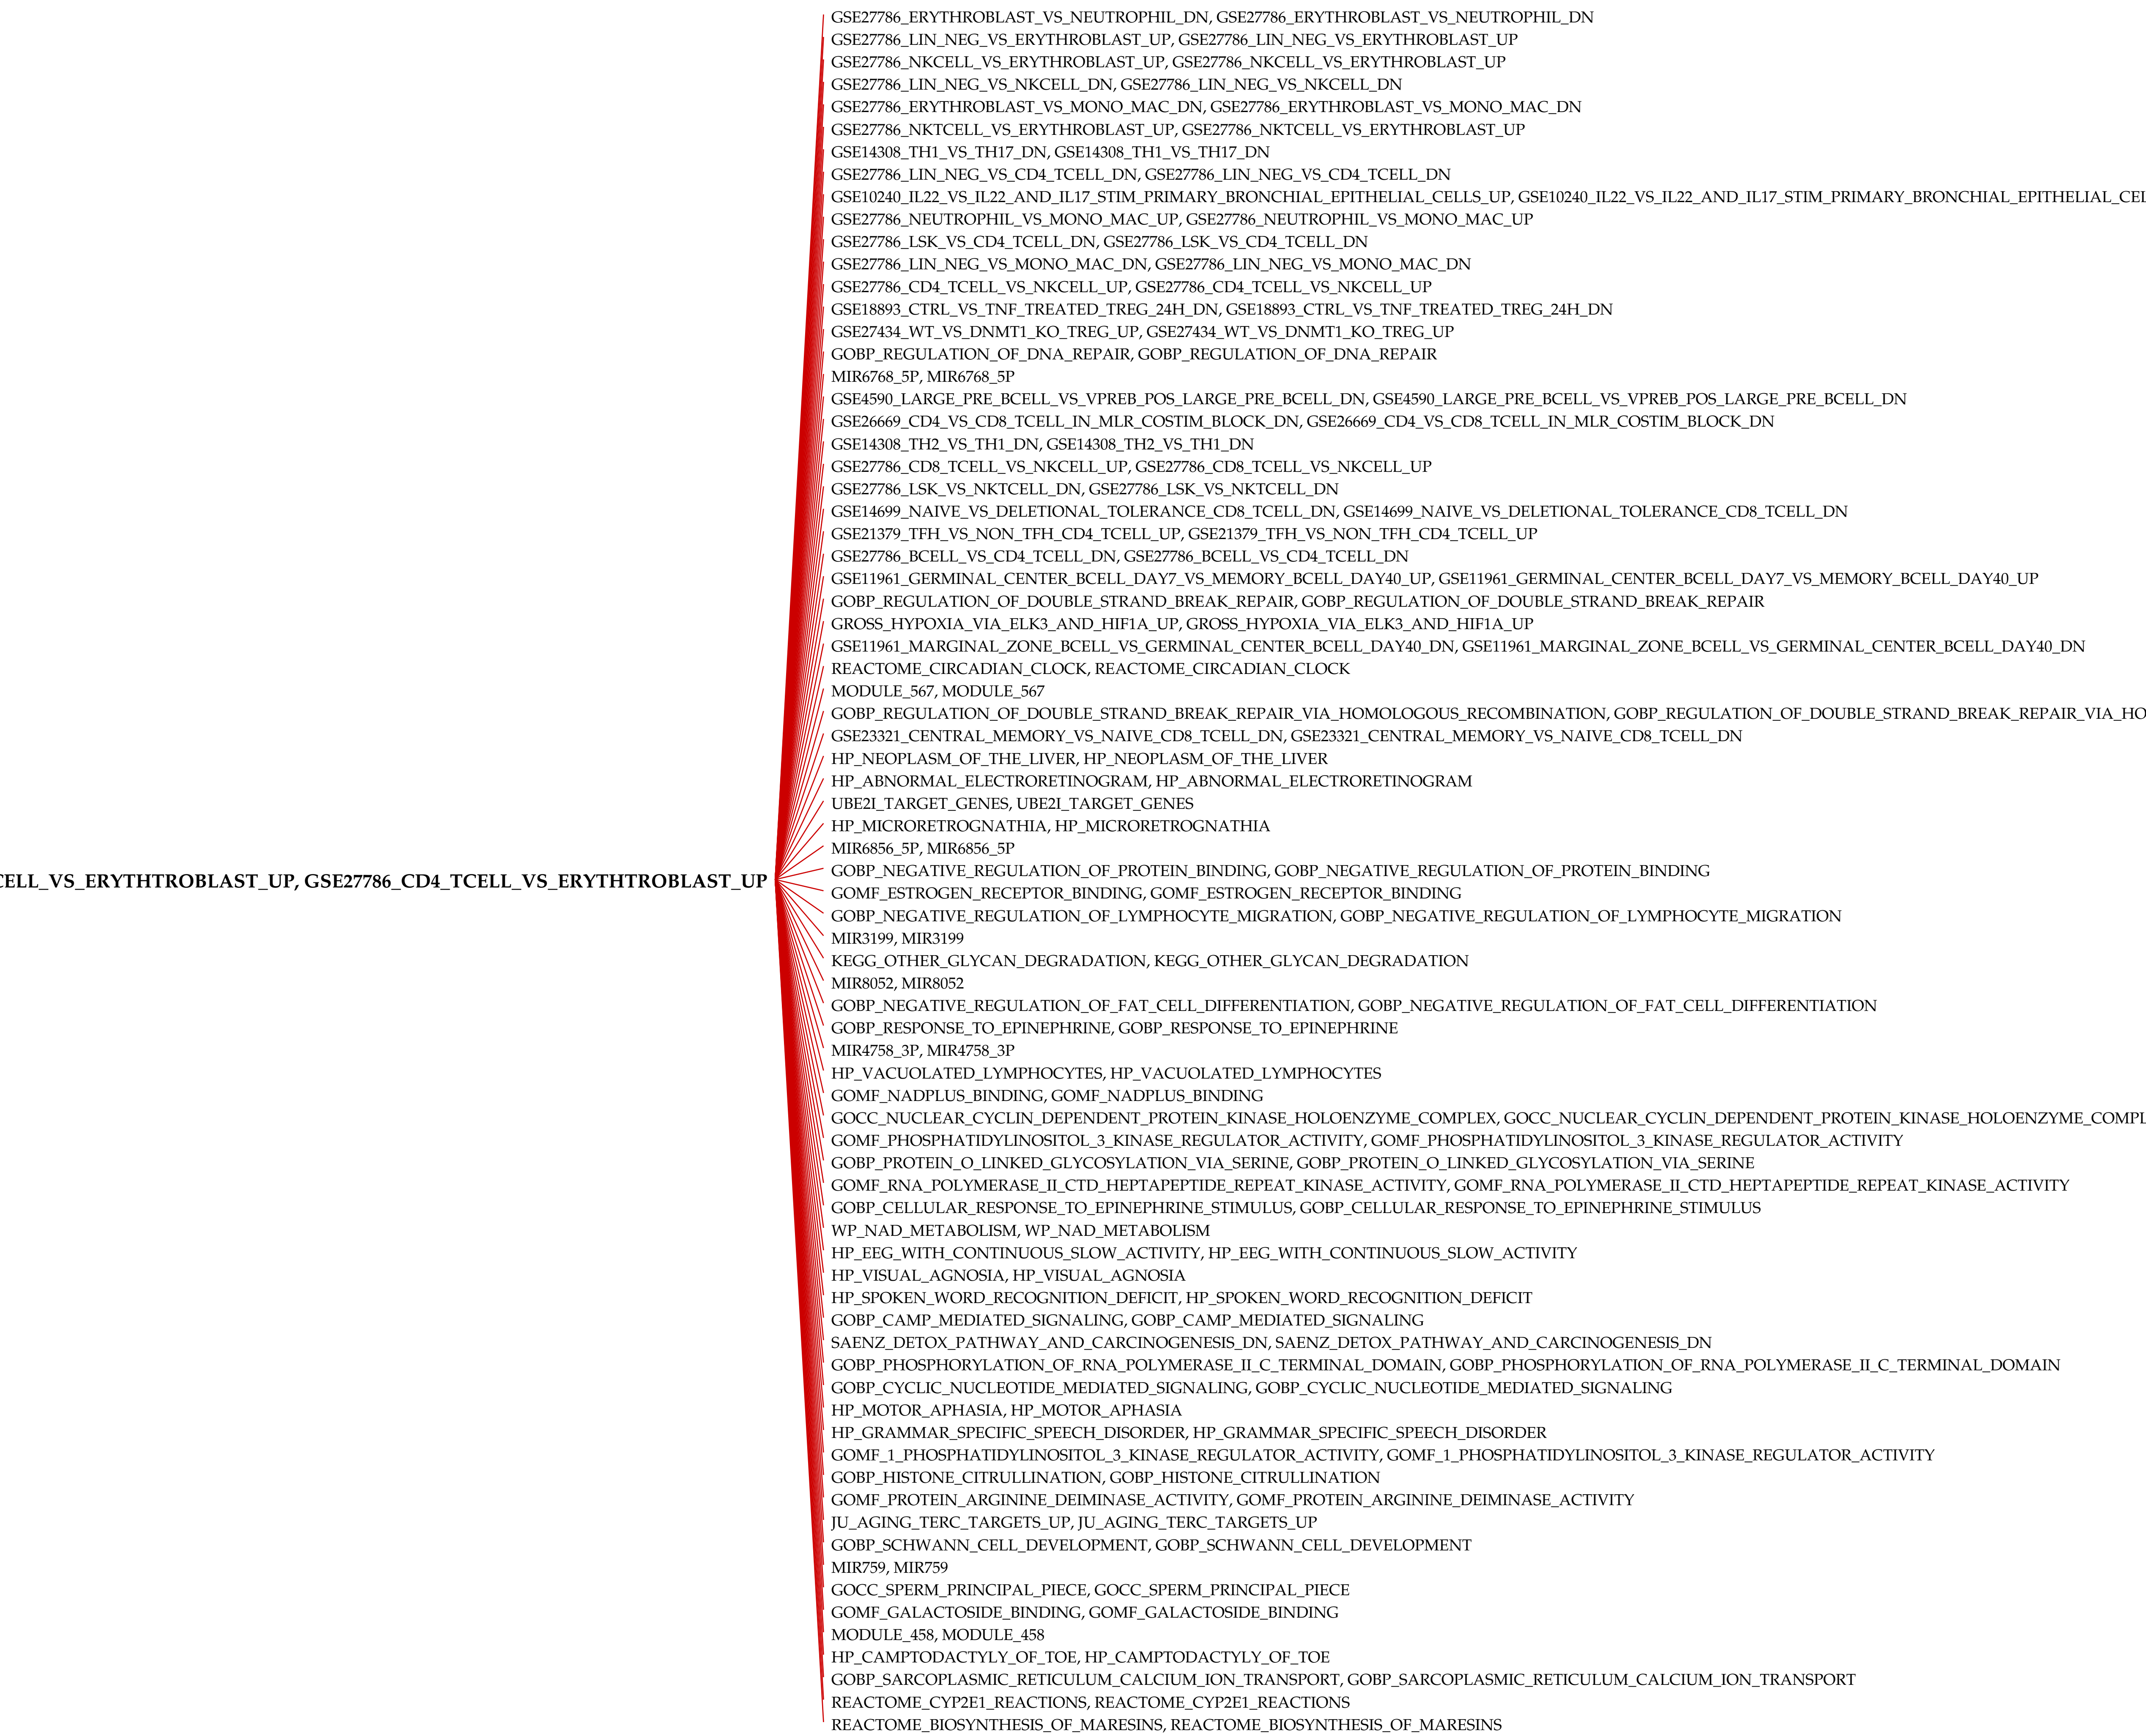 GSE27786_ERYTHROBLAST_VS_NEUTROPHIL_DN, GSE27786_ERYTHROBLAST_VS_NEUTROPHIL_DN
GSE27786_LIN_NEG_VS_ERYTHROBLAST_UP, GSE27786_LIN_NEG_VS_ERYTHROBLAST_UP
GSE27786_NKCELL_VS_ERYTHROBLAST_UP, GSE27786_NKCELL_VS_ERYTHROBLAST_UP
GSE27786_LIN_NEG_VS_NKCELL_DN, GSE27786_LIN_NEG_VS_NKCELL_DN
GSE27786_ERYTHROBLAST_VS_MONO_MAC_DN, GSE27786_ERYTHROBLAST_VS_MONO_MAC_DN
GSE27786_NKTCELL_VS_ERYTHROBLAST_UP, GSE27786_NKTCELL_VS_ERYTHROBLAST_UP
GSE14308_TH1_VS_TH17_DN, GSE14308_TH1_VS_TH17_DN
GSE27786_LIN_NEG_VS_CD4_TCELL_DN, GSE27786_LIN_NEG_VS_CD4_TCELL_DN
GSE10240_IL22_VS_IL22_AND_IL17_STIM_PRIMARY_BRONCHIAL_EPITHELIAL_CELLS_UP, GSE10240_IL22_VS_IL22_AND_IL17_STIM_PRIMARY_BRONCHIAL_EPITHELIAL_CEL
GSE27786_NEUTROPHIL_VS_MONO_MAC_UP, GSE27786_NEUTROPHIL_VS_MONO_MAC_UP
GSE27786_LSK_VS_CD4_TCELL_DN, GSE27786_LSK_VS_CD4_TCELL_DN
GSE27786_LIN_NEG_VS_MONO_MAC_DN, GSE27786_LIN_NEG_VS_MONO_MAC_DN
GSE27786_CD4_TCELL_VS_NKCELL_UP, GSE27786_CD4_TCELL_VS_NKCELL_UP
GSE18893_CTRL_VS_TNF_TREATED_TREG_24H_DN, GSE18893_CTRL_VS_TNF_TREATED_TREG_24H_DN
GSE27434_WT_VS_DNMT1_KO_TREG_UP, GSE27434_WT_VS_DNMT1_KO_TREG_UP
GOBP_REGULATION_OF_DNA_REPAIR, GOBP_REGULATION_OF_DNA_REPAIR
MIR6768_5P, MIR6768_5P
GSE4590_LARGE_PRE_BCELL_VS_VPREB_POS_LARGE_PRE_BCELL_DN, GSE4590_LARGE_PRE_BCELL_VS_VPREB_POS_LARGE_PRE_BCELL_DN
GSE26669_CD4_VS_CD8_TCELL_IN_MLR_COSTIM_BLOCK_DN, GSE26669_CD4_VS_CD8_TCELL_IN_MLR_COSTIM_BLOCK_DN
GSE14308_TH2_VS_TH1_DN, GSE14308_TH2_VS_TH1_DN
GSE27786_CD8_TCELL_VS_NKCELL_UP, GSE27786_CD8_TCELL_VS_NKCELL_UP
GSE27786_LSK_VS_NKTCELL_DN, GSE27786_LSK_VS_NKTCELL_DN
GSE14699_NAIVE_VS_DELETIONAL_TOLERANCE_CD8_TCELL_DN, GSE14699_NAIVE_VS_DELETIONAL_TOLERANCE_CD8_TCELL_DN
GSE21379_TFH_VS_NON_TFH_CD4_TCELL_UP, GSE21379_TFH_VS_NON_TFH_CD4_TCELL_UP
GSE27786_BCELL_VS_CD4_TCELL_DN, GSE27786_BCELL_VS_CD4_TCELL_DN
GSE11961_GERMINAL_CENTER_BCELL_DAY7_VS_MEMORY_BCELL_DAY40_UP, GSE11961_GERMINAL_CENTER_BCELL_DAY7_VS_MEMORY_BCELL_DAY40_UP
GOBP_REGULATION_OF_DOUBLE_STRAND_BREAK_REPAIR, GOBP_REGULATION_OF_DOUBLE_STRAND_BREAK_REPAIR
GROSS_HYPOXIA_VIA_ELK3_AND_HIF1A_UP, GROSS_HYPOXIA_VIA_ELK3_AND_HIF1A_UP
GSE11961_MARGINAL_ZONE_BCELL_VS_GERMINAL_CENTER_BCELL_DAY40_DN, GSE11961_MARGINAL_ZONE_BCELL_VS_GERMINAL_CENTER_BCELL_DAY40_DN
REACTOME_CIRCADIAN_CLOCK, REACTOME_CIRCADIAN_CLOCK
MODULE_567, MODULE_567
GOBP_REGULATION_OF_DOUBLE_STRAND_BREAK_REPAIR_VIA_HOMOLOGOUS_RECOMBINATION, GOBP_REGULATION_OF_DOUBLE_STRAND_BREAK_REPAIR_VIA_HO
GSE23321_CENTRAL_MEMORY_VS_NAIVE_CD8_TCELL_DN, GSE23321_CENTRAL_MEMORY_VS_NAIVE_CD8_TCELL_DN
HP_NEOPLASM_OF_THE_LIVER, HP_NEOPLASM_OF_THE_LIVER
HP_ABNORMAL_ELECTRORETINOGRAM, HP_ABNORMAL_ELECTRORETINOGRAM
UBE2I_TARGET_GENES, UBE2I_TARGET_GENES
HP_MICRORETROGNATHIA, HP_MICRORETROGNATHIA
MIR6856_5P, MIR6856_5P
GOBP_NEGATIVE_REGULATION_OF_PROTEIN_BINDING, GOBP_NEGATIVE_REGULATION_OF_PROTEIN_BINDING
CELL_VS_ERYTHTROBLAST_UP, GSE27786_CD4_TCELL_VS_ERYTHTROBLAST_UP
GOMF_ESTROGEN_RECEPTOR_BINDING, GOMF_ESTROGEN_RECEPTOR_BINDING
GOBP_NEGATIVE_REGULATION_OF_LYMPHOCYTE_MIGRATION, GOBP_NEGATIVE_REGULATION_OF_LYMPHOCYTE_MIGRATION
MIR3199, MIR3199
KEGG_OTHER_GLYCAN_DEGRADATION, KEGG_OTHER_GLYCAN_DEGRADATION
MIR8052, MIR8052
GOBP_NEGATIVE_REGULATION_OF_FAT_CELL_DIFFERENTIATION, GOBP_NEGATIVE_REGULATION_OF_FAT_CELL_DIFFERENTIATION
GOBP_RESPONSE_TO_EPINEPHRINE, GOBP_RESPONSE_TO_EPINEPHRINE
MIR4758_3P, MIR4758_3P
HP_VACUOLATED_LYMPHOCYTES, HP_VACUOLATED_LYMPHOCYTES
GOMF_NADPLUS_BINDING, GOMF_NADPLUS_BINDING
GOCC_NUCLEAR_CYCLIN_DEPENDENT_PROTEIN_KINASE_HOLOENZYME_COMPLEX, GOCC_NUCLEAR_CYCLIN_DEPENDENT_PROTEIN_KINASE_HOLOENZYME_COMPL
GOMF_PHOSPHATIDYLINOSITOL_3_KINASE_REGULATOR_ACTIVITY, GOMF_PHOSPHATIDYLINOSITOL_3_KINASE_REGULATOR_ACTIVITY
GOBP_PROTEIN_O_LINKED_GLYCOSYLATION_VIA_SERINE, GOBP_PROTEIN_O_LINKED_GLYCOSYLATION_VIA_SERINE
GOMF_RNA_POLYMERASE_II_CTD_HEPTAPEPTIDE_REPEAT_KINASE_ACTIVITY, GOMF_RNA_POLYMERASE_II_CTD_HEPTAPEPTIDE_REPEAT_KINASE_ACTIVITY
GOBP_CELLULAR_RESPONSE_TO_EPINEPHRINE_STIMULUS, GOBP_CELLULAR_RESPONSE_TO_EPINEPHRINE_STIMULUS
WP_NAD_METABOLISM, WP_NAD_METABOLISM
HP_EEG_WITH_CONTINUOUS_SLOW_ACTIVITY, HP_EEG_WITH_CONTINUOUS_SLOW_ACTIVITY
HP_VISUAL_AGNOSIA, HP_VISUAL_AGNOSIA
HP_SPOKEN_WORD_RECOGNITION_DEFICIT, HP_SPOKEN_WORD_RECOGNITION_DEFICIT
GOBP_CAMP_MEDIATED_SIGNALING, GOBP_CAMP_MEDIATED_SIGNALING
SAENZ_DETOX_PATHWAY_AND_CARCINOGENESIS_DN, SAENZ_DETOX_PATHWAY_AND_CARCINOGENESIS_DN
GOBP_PHOSPHORYLATION_OF_RNA_POLYMERASE_II_C_TERMINAL_DOMAIN, GOBP_PHOSPHORYLATION_OF_RNA_POLYMERASE_II_C_TERMINAL_DOMAIN
GOBP_CYCLIC_NUCLEOTIDE_MEDIATED_SIGNALING, GOBP_CYCLIC_NUCLEOTIDE_MEDIATED_SIGNALING
HP_MOTOR_APHASIA, HP_MOTOR_APHASIA
HP_GRAMMAR_SPECIFIC_SPEECH_DISORDER, HP_GRAMMAR_SPECIFIC_SPEECH_DISORDER
GOMF_1_PHOSPHATIDYLINOSITOL_3_KINASE_REGULATOR_ACTIVITY, GOMF_1_PHOSPHATIDYLINOSITOL_3_KINASE_REGULATOR_ACTIVITY
GOBP_HISTONE_CITRULLINATION, GOBP_HISTONE_CITRULLINATION
GOMF_PROTEIN_ARGININE_DEIMINASE_ACTIVITY, GOMF_PROTEIN_ARGININE_DEIMINASE_ACTIVITY
JU_AGING_TERC_TARGETS_UP, JU_AGING_TERC_TARGETS_UP
GOBP_SCHWANN_CELL_DEVELOPMENT, GOBP_SCHWANN_CELL_DEVELOPMENT
MIR759, MIR759
GOCC_SPERM_PRINCIPAL_PIECE, GOCC_SPERM_PRINCIPAL_PIECE
GOMF_GALACTOSIDE_BINDING, GOMF_GALACTOSIDE_BINDING
MODULE_458, MODULE_458
HP_CAMPTODACTYLY_OF_TOE, HP_CAMPTODACTYLY_OF_TOE
GOBP_SARCOPLASMIC_RETICULUM_CALCIUM_ION_TRANSPORT, GOBP_SARCOPLASMIC_RETICULUM_CALCIUM_ION_TRANSPORT
REACTOME_CYP2E1_REACTIONS, REACTOME_CYP2E1_REACTIONS
REACTOME_BIOSYNTHESIS_OF_MARESINS, REACTOME_BIOSYNTHESIS_OF_MARESINS